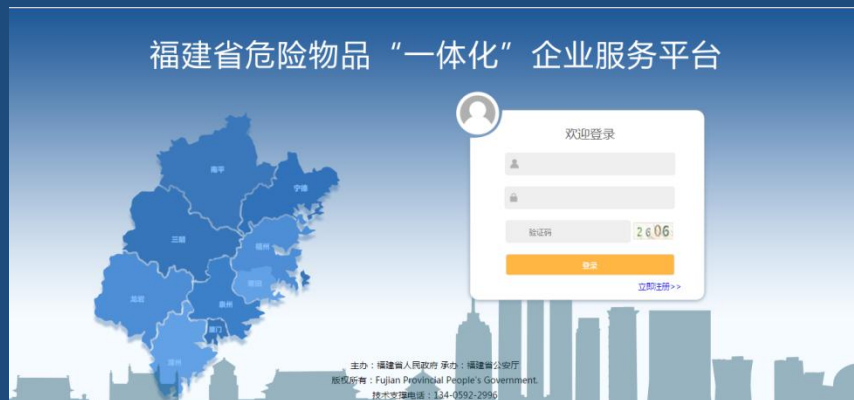 福建省危险物品“一体化”企业服务平台
欢迎登录
南平
宁德
三明
福州
莆田
龙岩
泉州
厦门
漳州
验证码
2606
登录
立即注册>>
主办：福建省人民政府 承办：福建省公安厅
版权所有：Fujian Provincial People's Government.
技术支撑电话：134-0592-2996